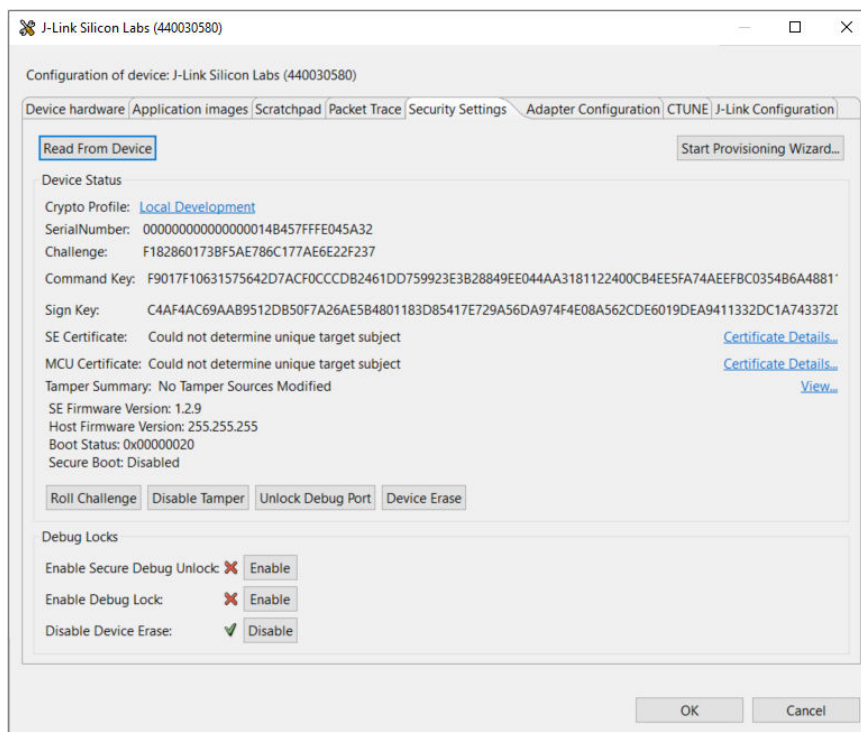 J-Link Silicon Labs (440030580)
Configuration of device: J-Link Silicon Labs (440030580)
Device hardware Application images Scratchpad Packet Trace Security Settings Adapter Configuration CTUNE J-Link Configuration
Read From Device Start Provisioning Wizard...
Device Status
Crypto Profile: Local Development
SerialNumber: 000000000000000014B457FFFE045A32
Challenge: F182860173BF5AE786C177AE6E22F237
Command Key: F9017F10631575642D7ACF0CCCDB2461DD759923E3B28849EE044AA3181122400CB4EE5FA74AEEFBC0354B6A4881
Sign Key: C4AF4AC69AAB9512DB50F7A26AE5B4801183D85417E729A56DA974F4E08A562CDE6019DEA9411332DC1A743372
SE Certificate: Could not determine unique target subject Certificate Details...
MCU Certificate: Could not determine unique target subject Certificate Details...
Tamper Summary: No Tamper Sources Modified View...
SE Firmware Version: 1.2.9
Host Firmware Version: 255.255.255
Boot Status: 0x00000020
Secure Boot: Disabled
Roll Challenge Disable Tamper Unlock Debug Port Device Erase
Debug Locks
Enable Secure Debug Unlock: Enable
Enable Debug Lock: Enable
Disable Device Erase: Disable
OK Cancel